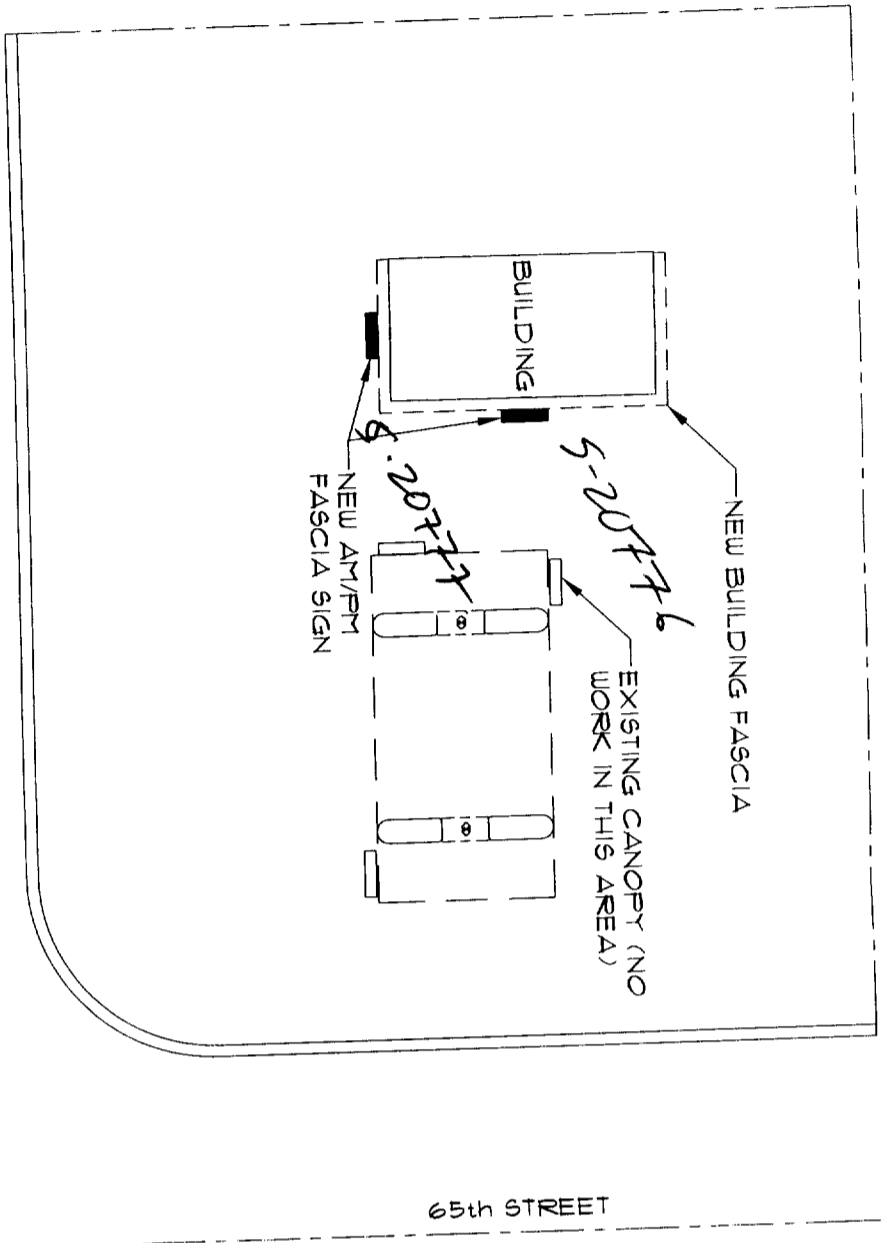 BUILDING
NEW BUILDING FASCIA
S-20776
EXISTING CANOPY (NO
WORK IN THIS AREA)
S-20777
NEW AM/PM
FASCIA SIGN
65th STREET